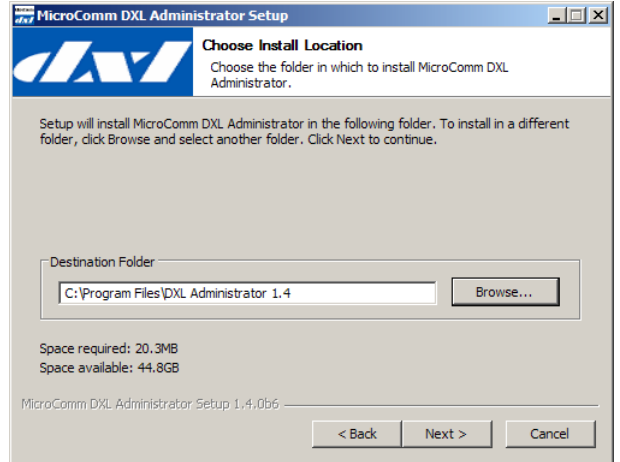 MicroComm DXL Administrator Setup
dxl
Choose Install Location
Choose the folder in which to install MicroComm DXL
Administrator.
Setup will install MicroComm DXL Administrator in the following folder. To install in a different
folder, click Browse and select another folder. Click Next to continue.
Destination Folder
C:\Program Files\DXL Administrator 1.4
Browse...
Space required: 20.3MB
Space available: 44.8GB
MicroComm DXL Administrator Setup 1.4.0b6
< Back
Next >
Cancel